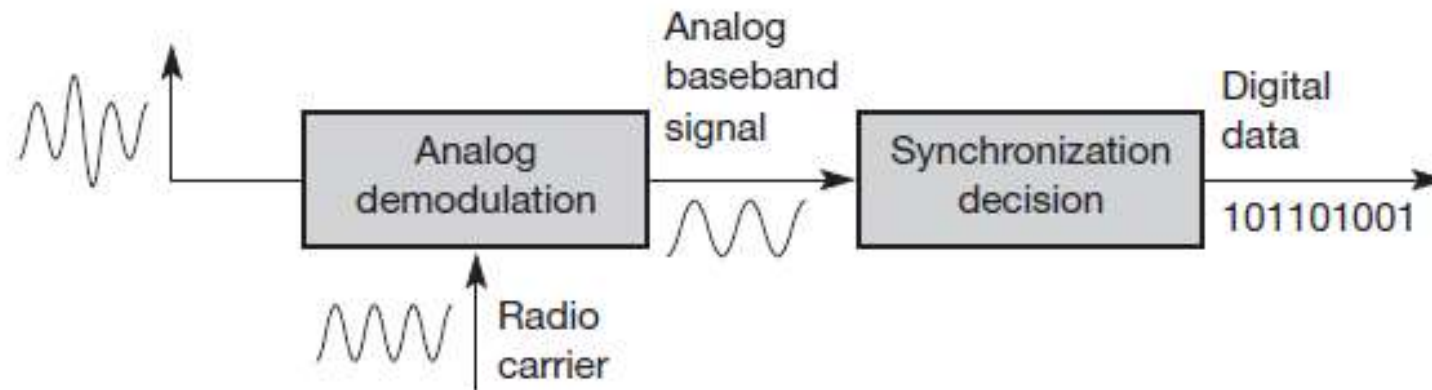 Analog
demodulation
Analog
baseband
signal
Synchronization
decision
Digital
data
101101001
Radio
carrier